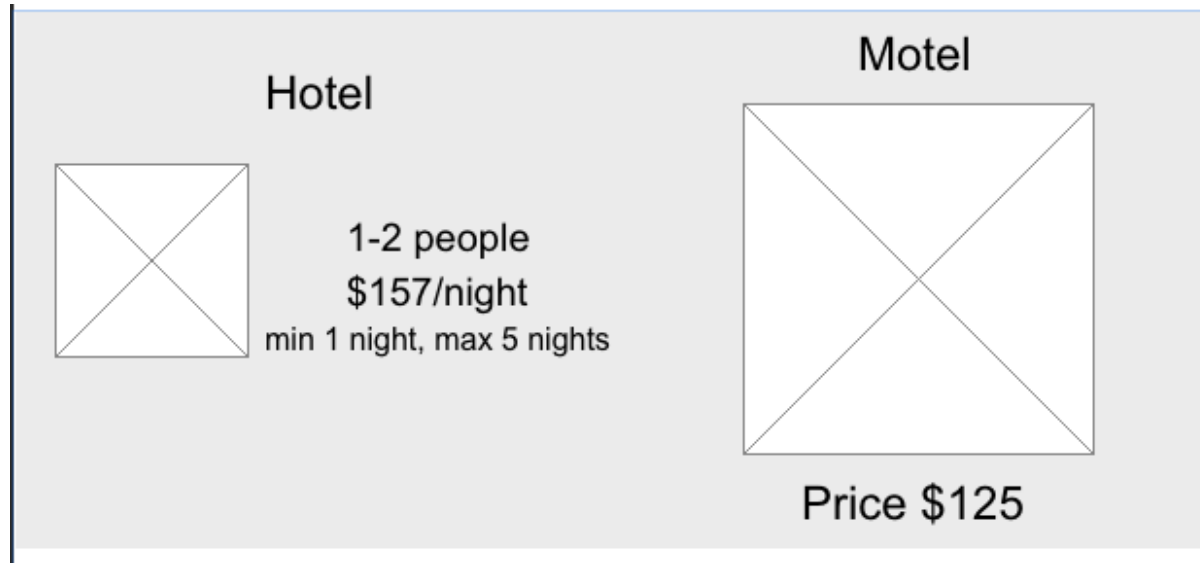 Hotel
1-2 people
$157/night
min 1 night, max 5 nights
Motel
Price $125